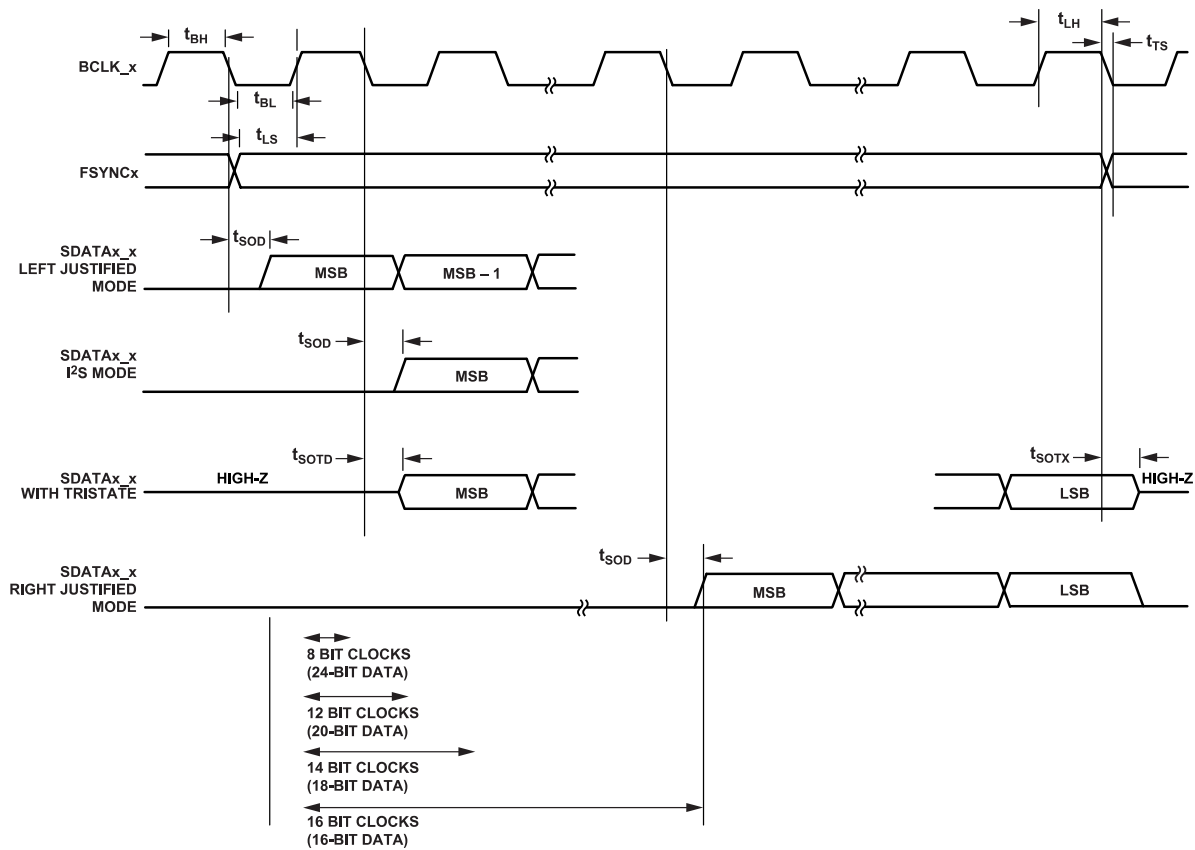 tBH
tLH
tTS
BCLK_x
tBL
tLS
FSYNCx
tSOD
SDATAx_x
LEFT JUSTIFIED
MODE
MSB
MSB – 1
tSOD
SDATAx_x
I2S MODE
MSB
tSOTD
tSOTX
SDATAx_x
WITH TRISTATE
HIGH-Z
MSB
LSB
HIGH-Z
tSOD
SDATAx_x
RIGHT JUSTIFIED
MODE
MSB
LSB
8 BIT CLOCKS
(24-BIT DATA)
12 BIT CLOCKS
(20-BIT DATA)
14 BIT CLOCKS
(18-BIT DATA)
16 BIT CLOCKS
(16-BIT DATA)